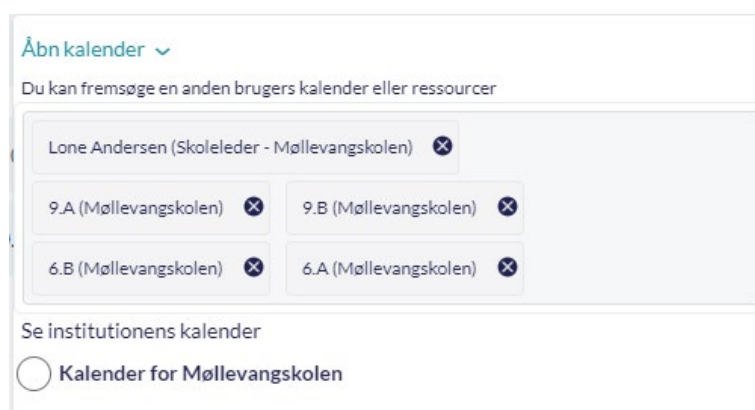 Åbn kalender
Du kan fremsøge en anden brugers kalender eller ressourcer
Lone Andersen (Skoleleder - Møllevangskolen)
9.A (Møllevangskolen) 9.B (Møllevangskolen)
6.B (Møllevangskolen) 6.A (Møllevangskolen)
Se institutionens kalender
Kalender for Møllevangskolen